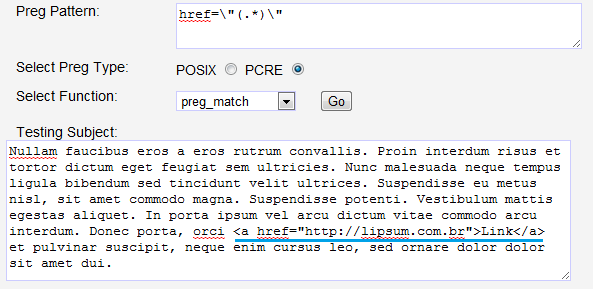 Preg Pattern:
href=\"(.*)\"
Select Preg Type: POSIX PCRE
Select Function: preg_match Go
Testing Subject:
Nullam faucibus eros a eros rutrum convallis. Proin interdum risus et
tortor dictum eget feugiat sem ultricies. Nunc malesuada neque tempus
ligula bibendum sed tincidunt velit ultrices. Suspendisse eu metus
nisl, sit amet commodo magna. Suspendisse potenti. Vestibulum mattis
egestas aliquet. In porta ipsum vel arcu dictum vitae commodo arcu
interdum. Donec porta, orci <a href="http://lipsum.com.br">Link</a>
et pulvinar suscipit, neque enim cursus leo, sed ornare dolor dolor
sit amet dui.